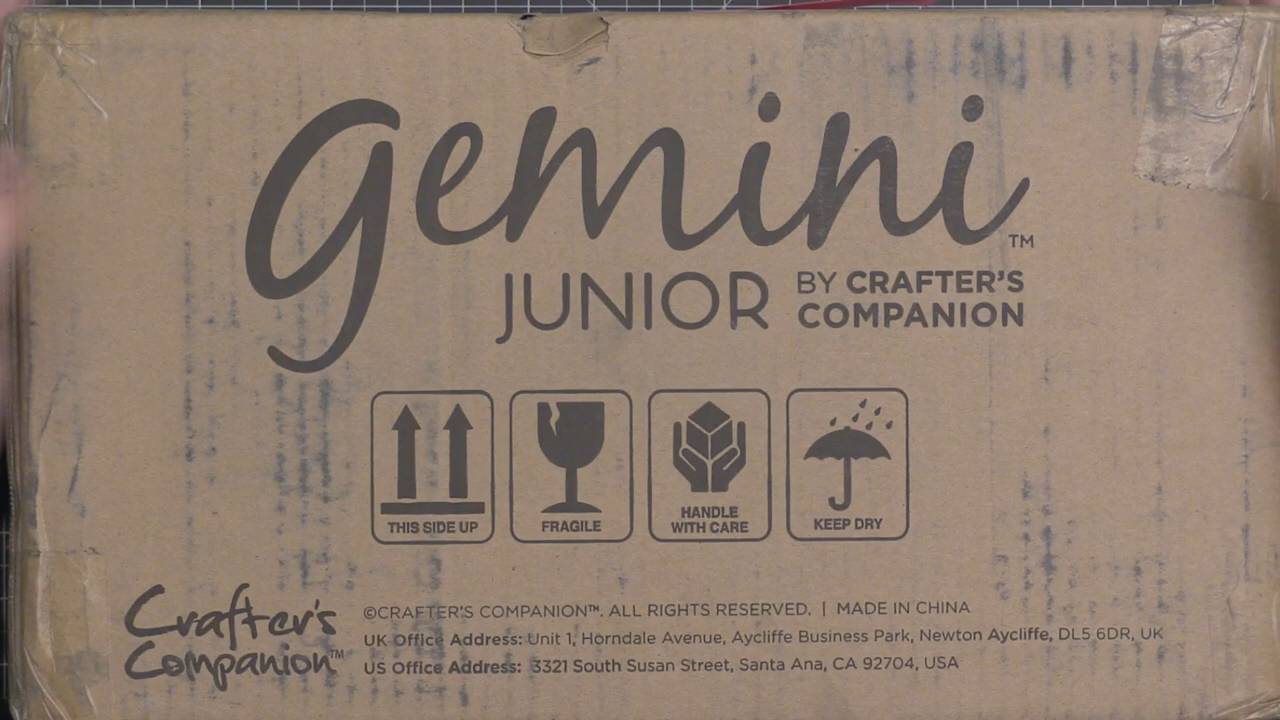 gemini™
JUNIOR BY CRAFTER'S
COMPANION
THIS SIDE UP
FRAGILE
HANDLE
WITH CARE
KEEP DRY
Crafter's
Companion™
©CRAFTER'S COMPANION™. ALL RIGHTS RESERVED. | MADE IN CHINA
UK Office Address: Unit 1, Horndale Avenue, Aycliffe Business Park, Newton Aycliffe, DL5 6DR, UK
US Office Address: 3321 South Susan Street, Santa Ana, CA 92704, USA